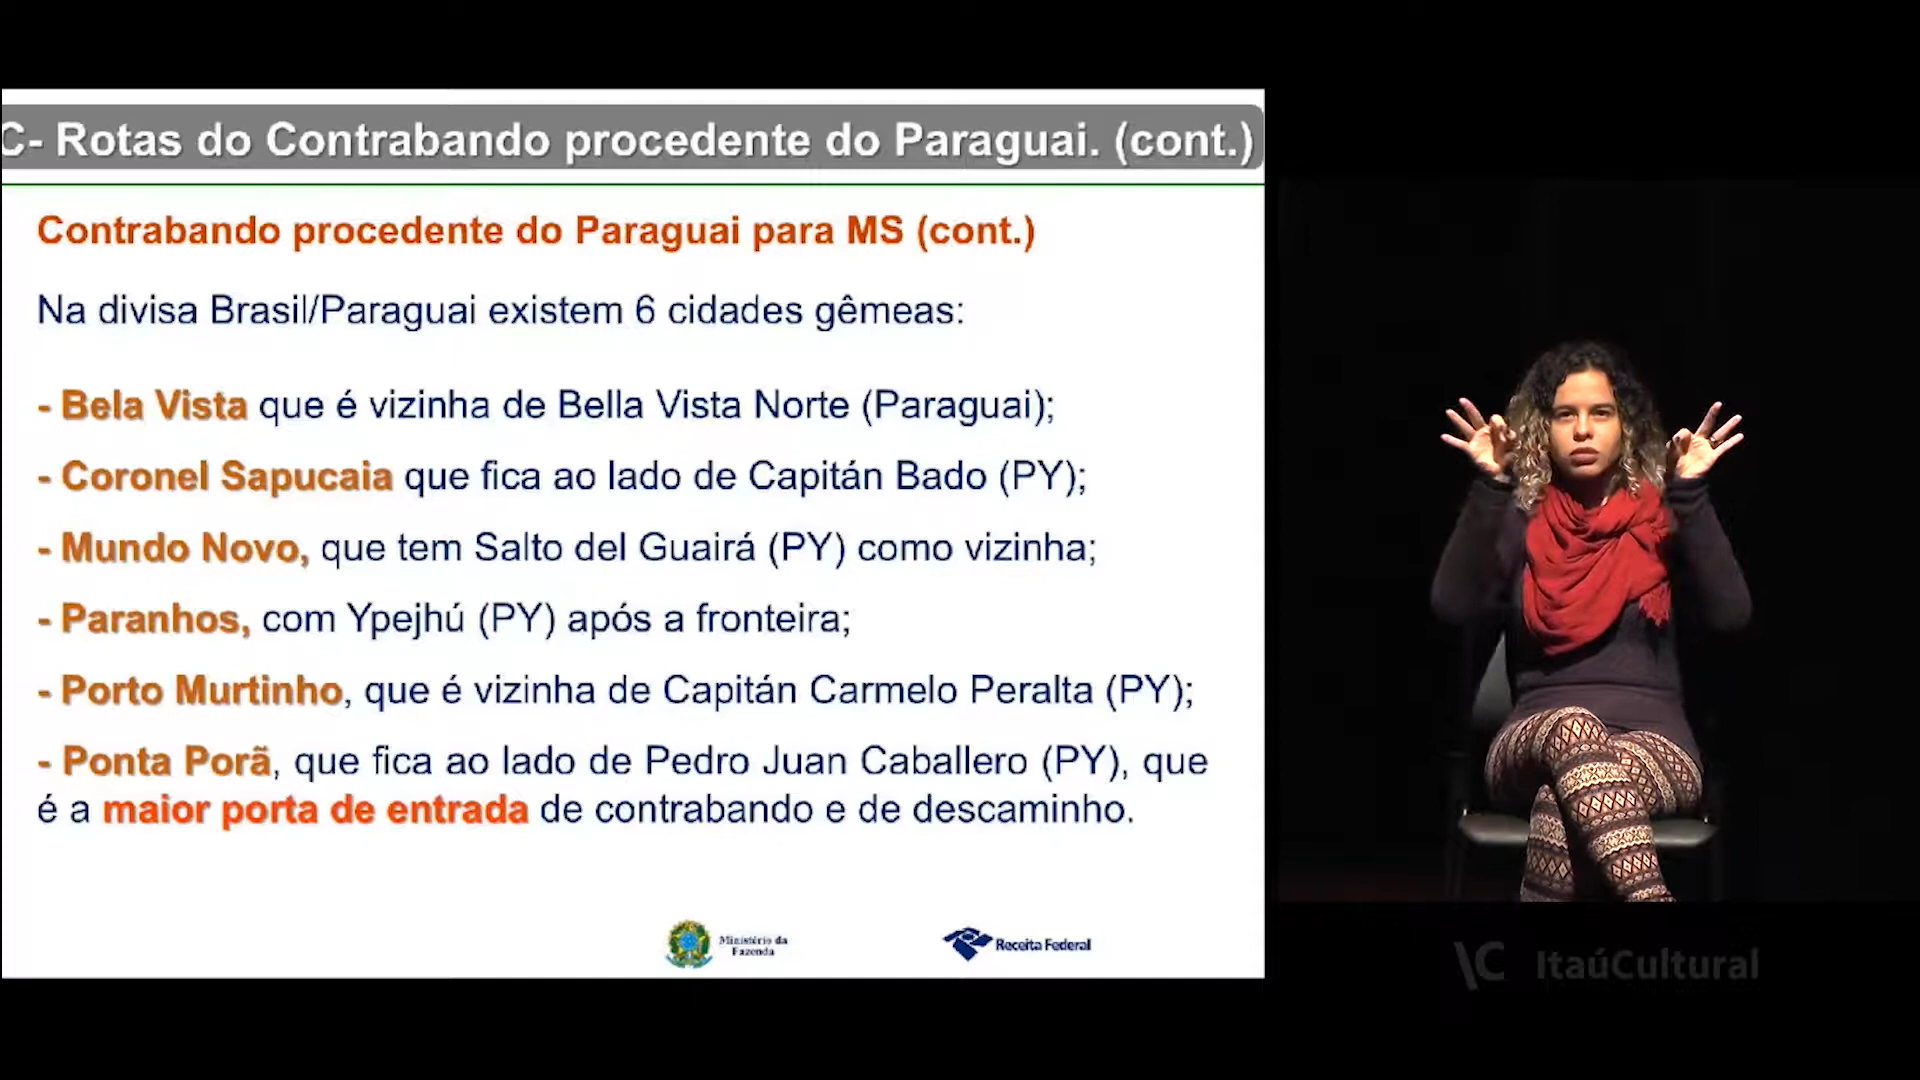 C- Rotas do Contrabando procedente do Paraguai. (cont.)
Contrabando procedente do Paraguai para MS (cont.)
Na divisa Brasil/Paraguai existem 6 cidades gêmeas:
- Bela Vista que é vizinha de Bella Vista Norte (Paraguai);
- Coronel Sapucaia que fica ao lado de Capitán Bado (PY);
- Mundo Novo, que tem Salto del Guairá (PY) como vizinha;
- Paranhos, com Ypejhú (PY) após a fronteira;
- Porto Murtinho, que é vizinha de Capitán Carmelo Peralta (PY);
- Ponta Porã, que fica ao lado de Pedro Juan Caballero (PY), que
é a maior porta de entrada de contrabando e de descaminho.
Ministério da
Fazenda
Receita Federal
\C ItaúCultural